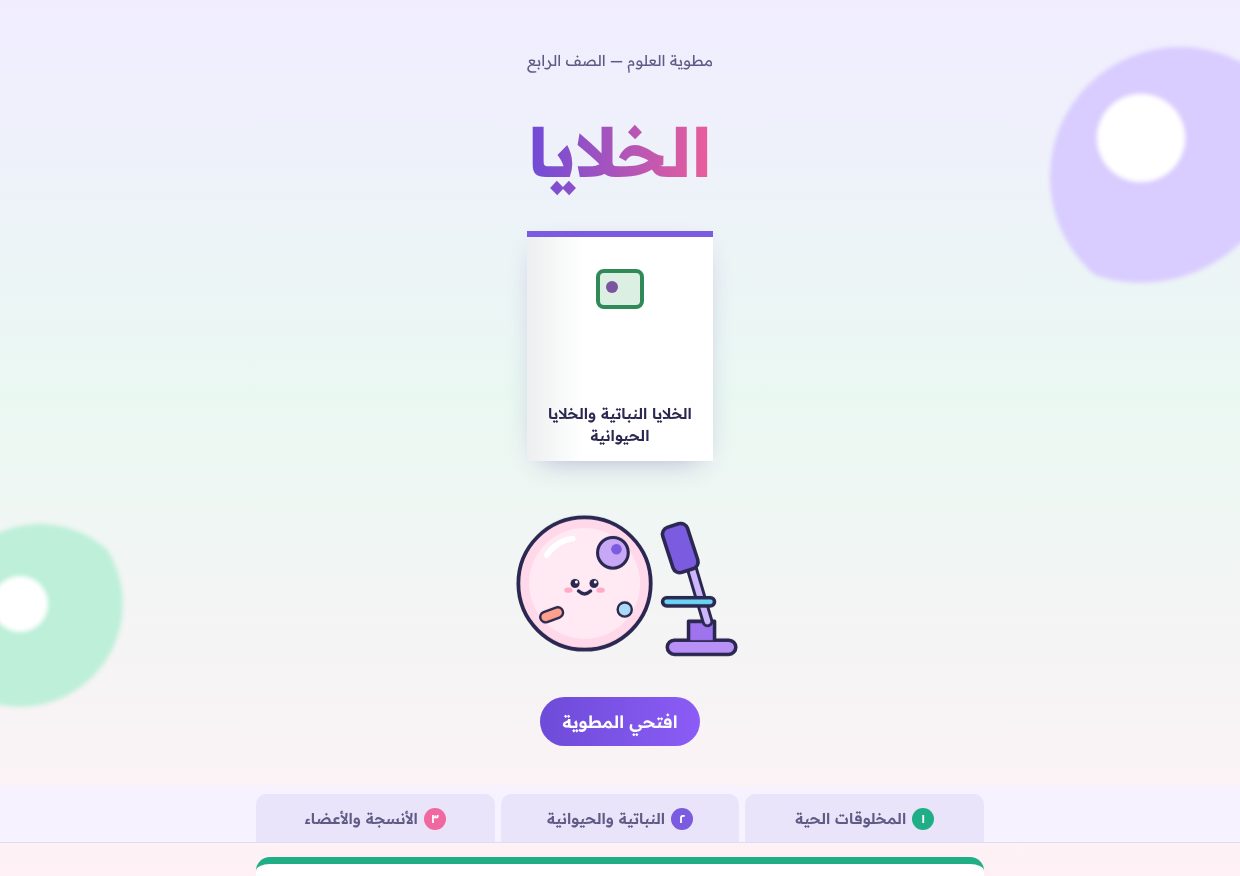 مطوية العلوم — الصف الرابع
الخلايا
الخلايا النباتية والخلايا
الحيوانية
افتحي المطوية
١ المخلوقات الحية
٢ النباتية والحيوانية
٣ الأنسجة والأعضاء